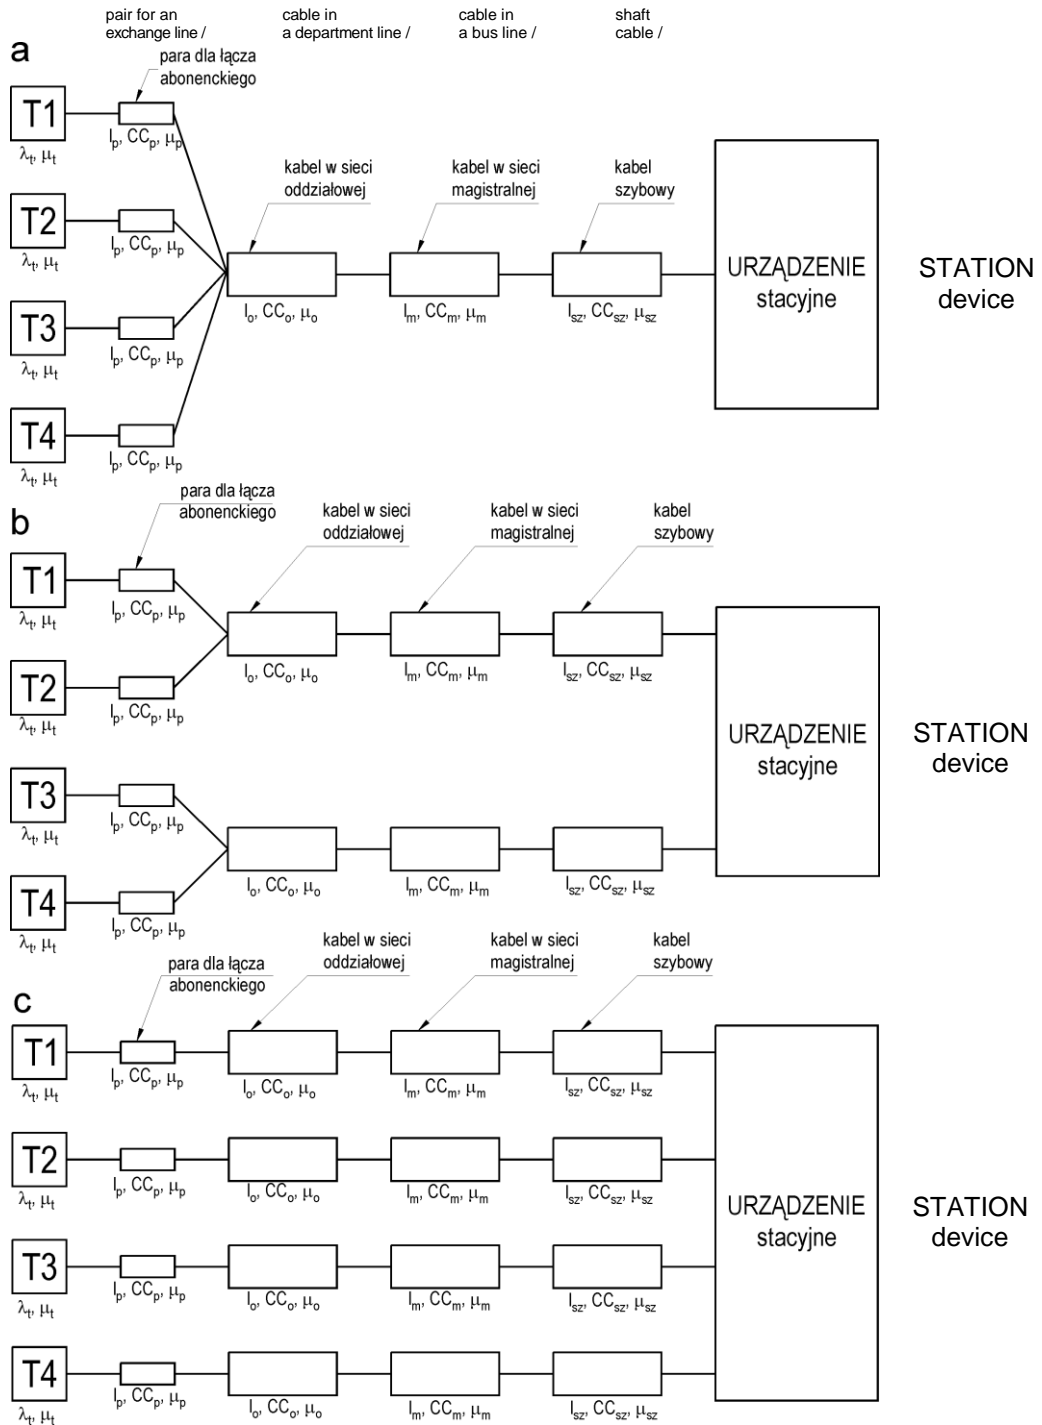 pair for an
exchange line /
cable in
a department line /
cable in
a bus line /
shaft
cable /
a
para dla łącza
abonenckiego
T1
λt, μt
lp, CCp, μp
kabel w sieci
oddziałowej
kabel w sieci
magistralnej
kabel
szybowy
T2
λt, μt
lp, CCp, μp
lo, CCo, μo
lm, CCm, μm
lsz, CCsz, μsz
URZĄDZENIE
stacyjne
STATION
device
T3
λt, μt
lp, CCp, μp
T4
λt, μt
lp, CCp, μp
b
para dla łącza
abonenckiego
kabel w sieci
oddziałowej
kabel w sieci
magistralnej
kabel
szybowy
T1
λt, μt
lp, CCp, μp
lo, CCo, μo
lm, CCm, μm
lsz, CCsz, μsz
T2
λt, μt
lp, CCp, μp
URZĄDZENIE
stacyjne
STATION
device
T3
λt, μt
lp, CCp, μp
lo, CCo, μo
lm, CCm, μm
lsz, CCsz, μsz
T4
λt, μt
lp, CCp, μp
c
para dla łącza
abonenckiego
kabel w sieci
oddziałowej
kabel w sieci
magistralnej
kabel
szybowy
T1
λt, μt
lp, CCp, μp
lo, CCo, μo
lm, CCm, μm
lsz, CCsz, μsz
T2
λt, μt
lp, CCp, μp
lo, CCo, μo
lm, CCm, μm
lsz, CCsz, μsz
URZĄDZENIE
stacyjne
STATION
device
T3
λt, μt
lp, CCp, μp
lo, CCo, μo
lm, CCm, μm
lsz, CCsz, μsz
T4
λt, μt
lp, CCp, μp
lo, CCo, μo
lm, CCm, μm
lsz, CCsz, μsz